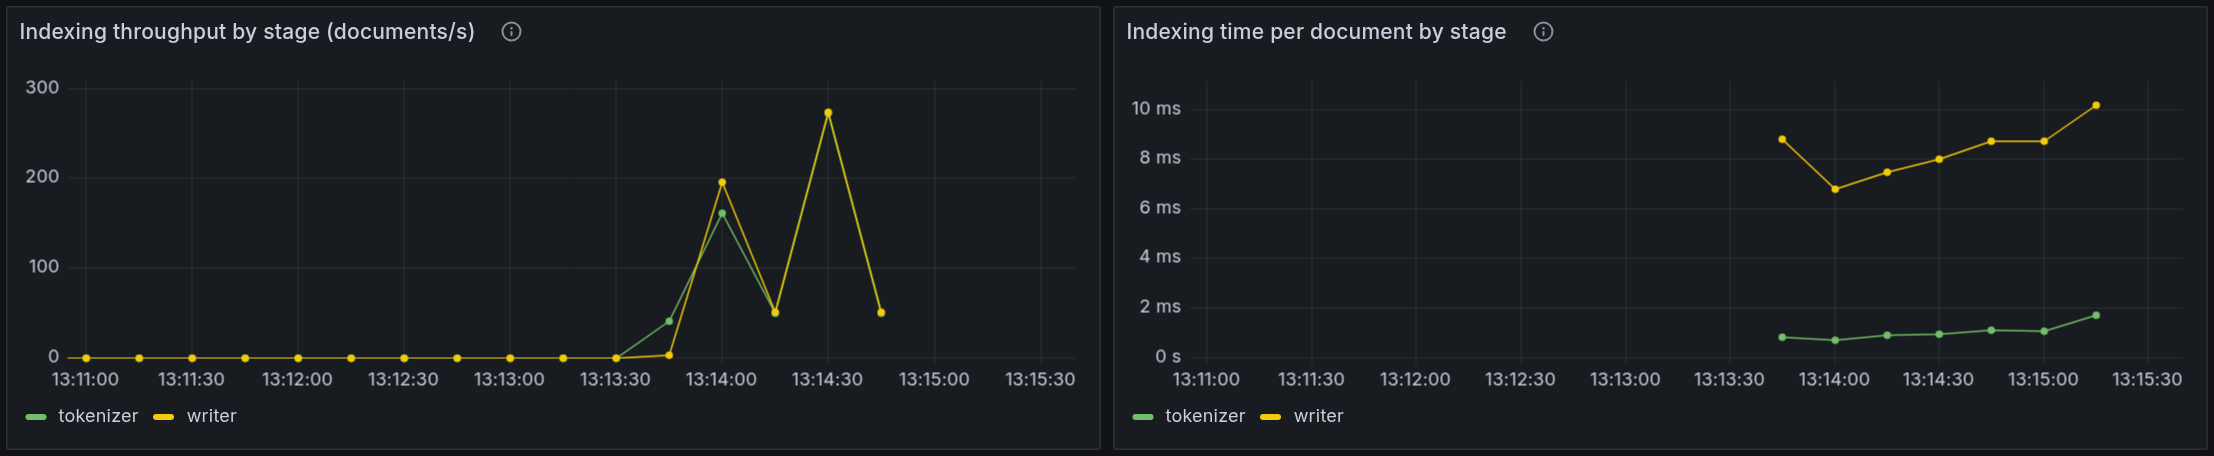 Indexing throughput by stage (documents/s)
300
200
100
0
13:11:00 13:11:30 13:12:00 13:12:30 13:13:00 13:13:30 13:14:00 13:14:30 13:15:00 13:15:30
tokenizer writer
Indexing time per document by stage
10 ms
8 ms
6 ms
4 ms
2 ms
0 s
13:11:00 13:11:30 13:12:00 13:12:30 13:13:00 13:13:30 13:14:00 13:14:30 13:15:00 13:15:30
tokenizer writer